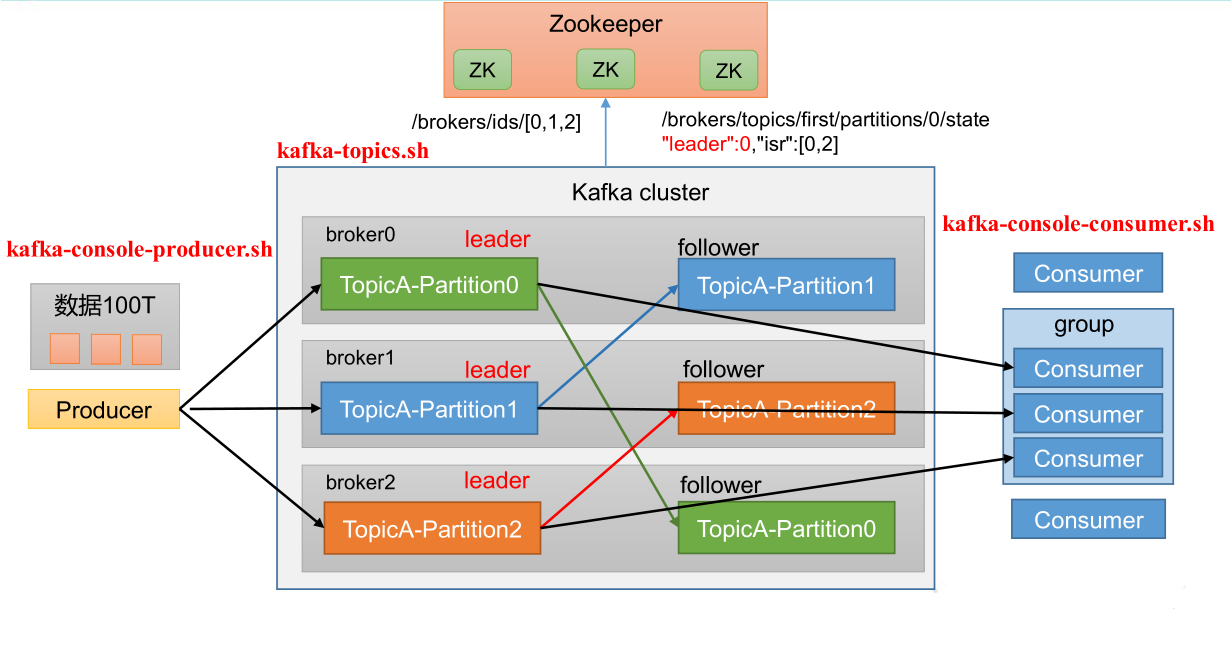 Zookeeper
ZK
ZK
ZK
/brokers/ids/[0,1,2]
/brokers/topics/first/partitions/0/state
"leader":0,"isr":[0,2]
kafka-topics.sh
Kafka cluster
kafka-console-producer.sh
数据100T
Producer
broker0
leader
follower
TopicA-Partition0
TopicA-Partition1
broker1
leader
follower
TopicA-Partition1
TopicA-Partition2
broker2
leader
follower
TopicA-Partition2
TopicA-Partition0
kafka-console-consumer.sh
Consumer
group
Consumer
Consumer
Consumer
Consumer